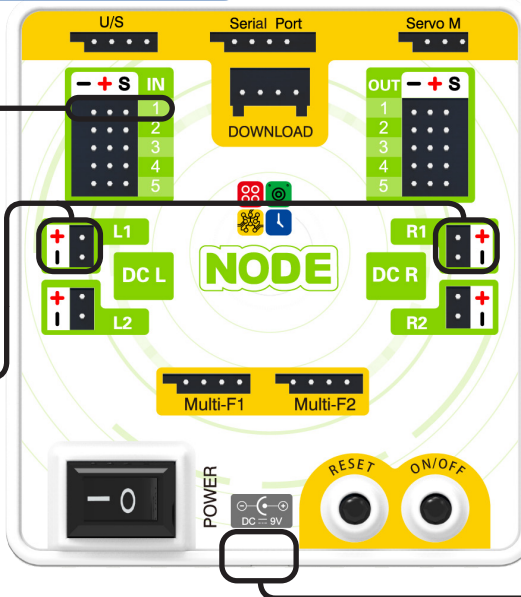 U/S
Serial Port
Servo M
− + S IN
1
2
3
4
5
DOWNLOAD
OUT − + S
1
2
3
4
5
+
−
L1
DC L
+
−
L2
NODE
R1
+
−
DC R
R2
+
−
Multi-F1
Multi-F2
— O
POWER
DC ⎓ 9V
RESET
ON/OFF